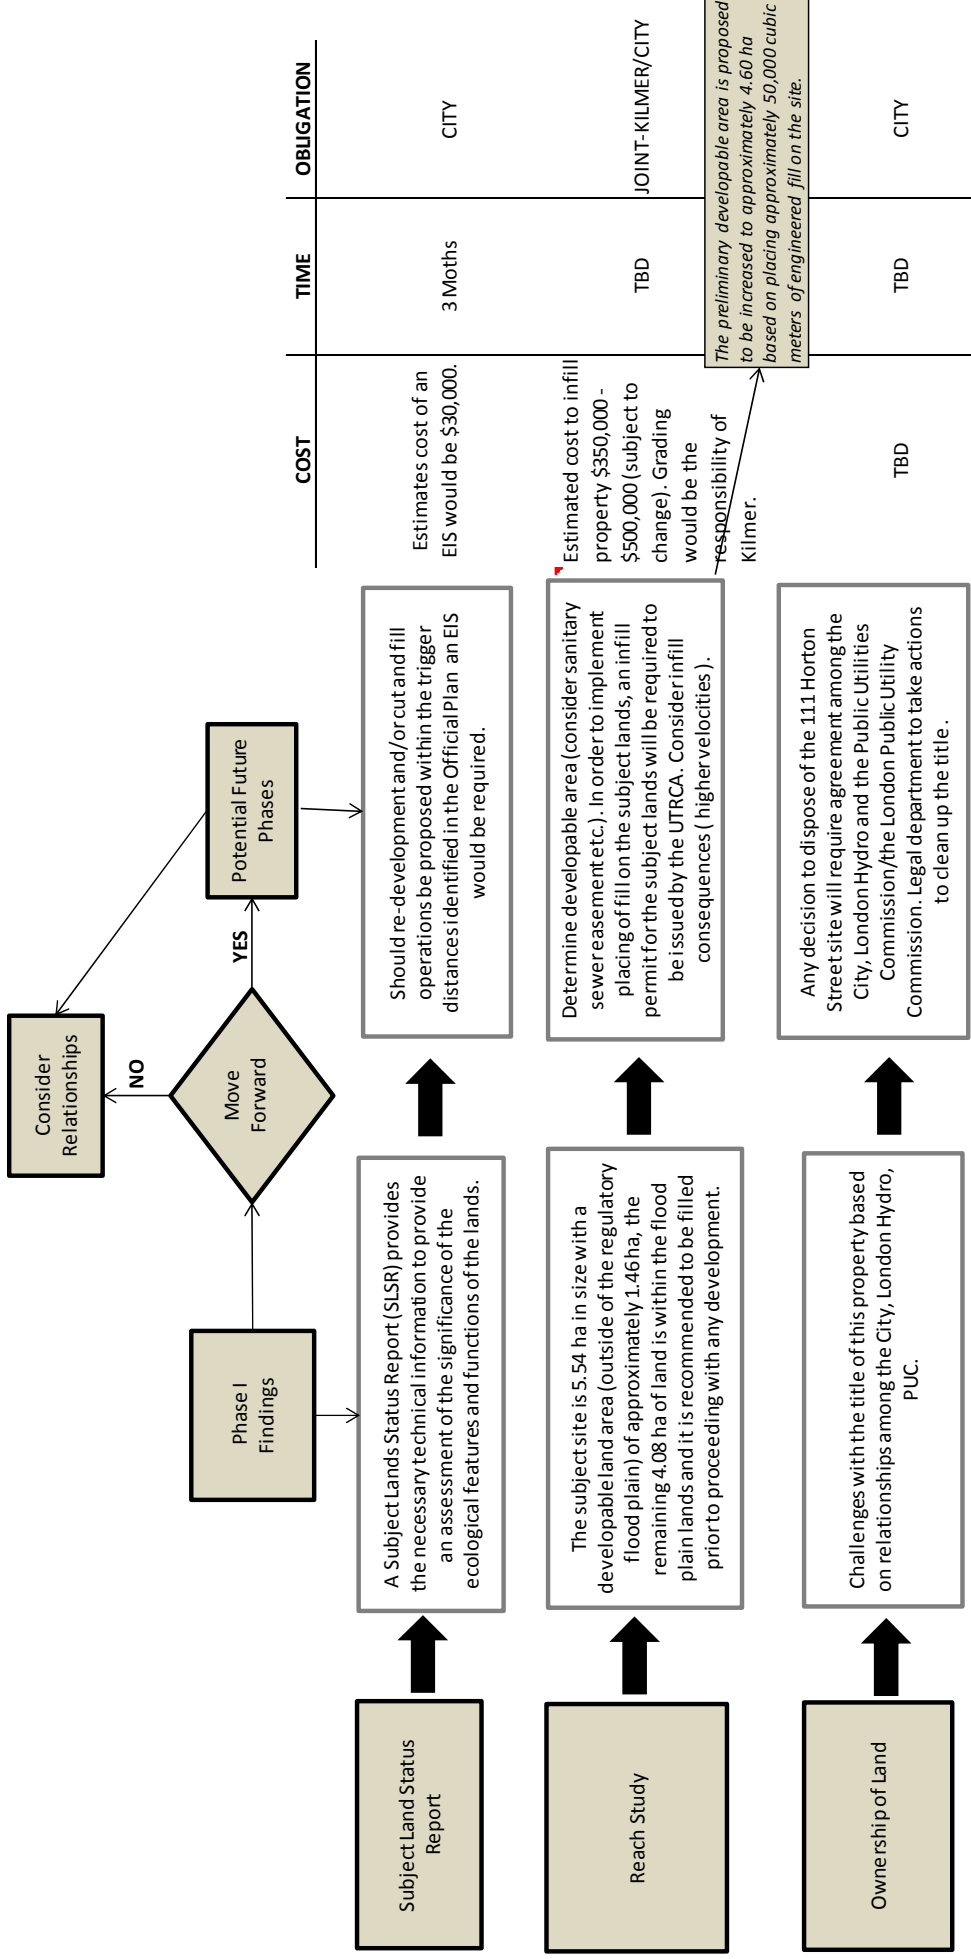 Consider
Relationships
NO
Move
Forward
YES
Phase I
Findings
Potential Future
Phases
COST
TIME
OBLIGATION
Subject Land Status
Report
A Subject Lands Status Report (SLSR) provides
the necessary technical information to provide
an assessment of the significance of the
ecological features and functions of the lands.
Should re-development and/or cut and fill
operations be proposed within the trigger
distances identified in the Official Plan an EIS
would be required.
Estimates cost of an
EIS would be $30,000.
3 Moths
CITY
Reach Study
The subject site is 5.54 ha in size with a
developable land area (outside of the regulatory
flood plain) of approximately 1.46 ha, the
remaining 4.08 ha of land is within the flood
plain lands and it is recommended to be filled
prior to proceeding with any development.
Determine developable area (consider sanitary
sewer easement etc.). In order to implement
placing of fill on the subject lands, an infill
permit for the subject lands will be required to
be issued by the UTRCA. Consider infill
consequences ( higher velocities ).
Estimated cost to infill
property $350,000 -
$500,000 (subject to
change). Grading
would be the
responsibility of
Kilmer.
TBD
JOINT-KILMER/CITY
The preliminary developable area is proposed
to be increased to approximately 4.60 ha
based on placing approximately 50,000 cubic
meters of engineered fill on the site.
Ownership of Land
Challenges with the title of this property based
on relationships among the City, London Hydro,
PUC.
Any decision to dispose of the 111 Horton
Street site will require agreement among the
City, London Hydro and the Public Utilities
Commission/the London Public Utility
Commission. Legal department to take actions
to clean up the title.
TBD
TBD
CITY